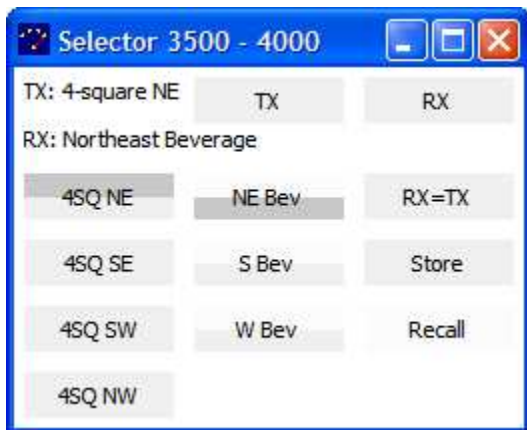 Selector 3500 - 4000
TX: 4-square NE TX RX
RX: Northeast Beverage
4SQ NE NE Bev RX=TX
4SQ SE S Bev Store
4SQ SW W Bev Recall
4SQ NW